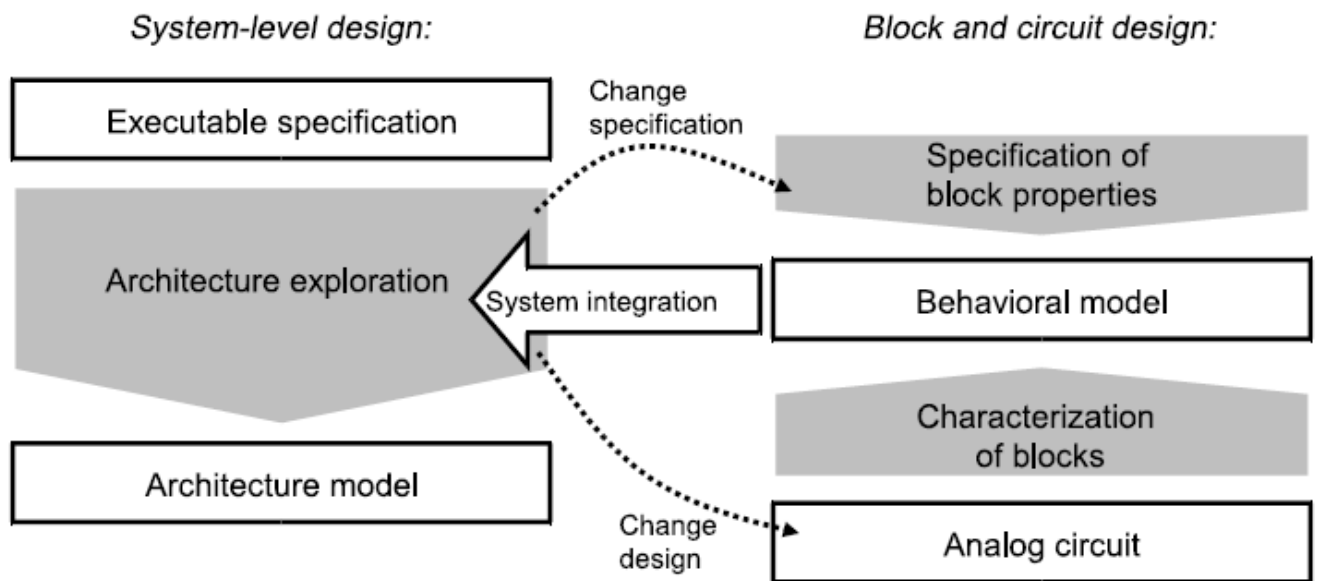 System-level design:
Block and circuit design:
Executable specification
Change
specification
Specification of
block properties
Architecture exploration
System integration
Behavioral model
Characterization
of blocks
Architecture model
Change
design
Analog circuit